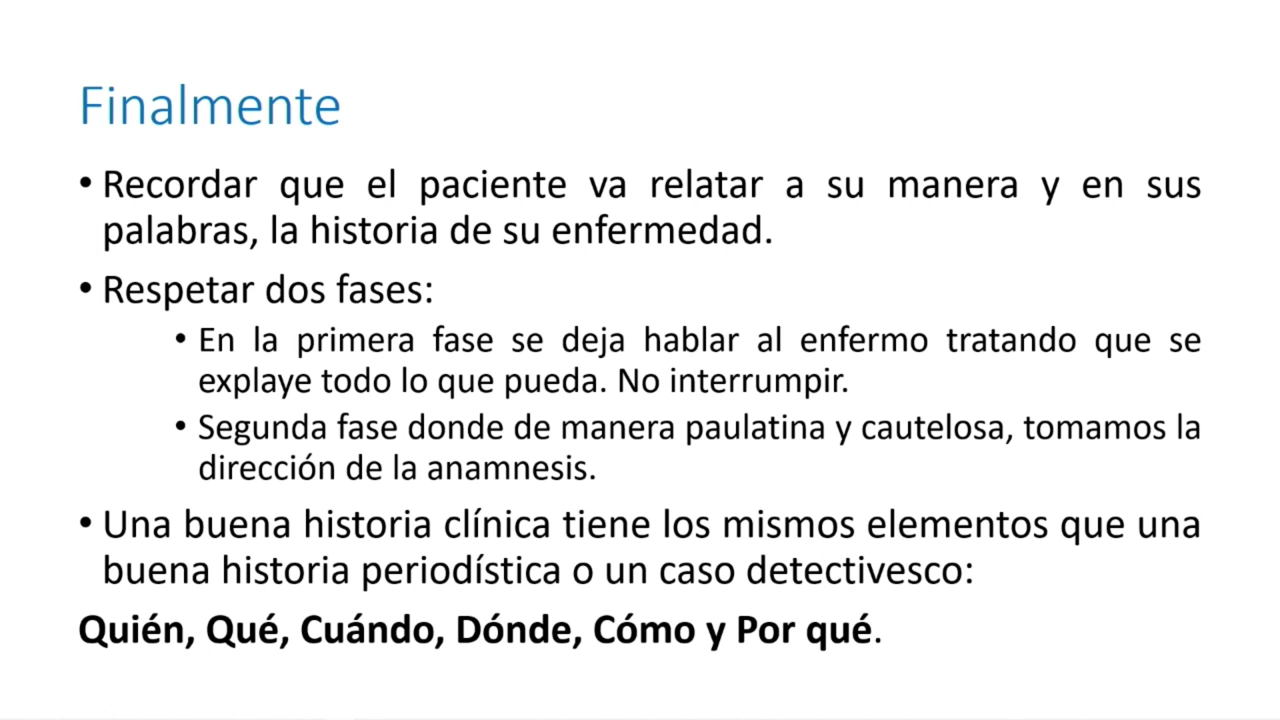 Finalmente
• Recordar que el paciente va relatar a su manera y en sus
palabras, la historia de su enfermedad.
• Respetar dos fases:
• En la primera fase se deja hablar al enfermo tratando que se
explaye todo lo que pueda. No interrumpir.
• Segunda fase donde de manera paulatina y cautelosa, tomamos la
dirección de la anamnesis.
• Una buena historia clínica tiene los mismos elementos que una
buena historia periodística o un caso detectivesco:
Quién, Qué, Cuándo, Dónde, Cómo y Por qué.